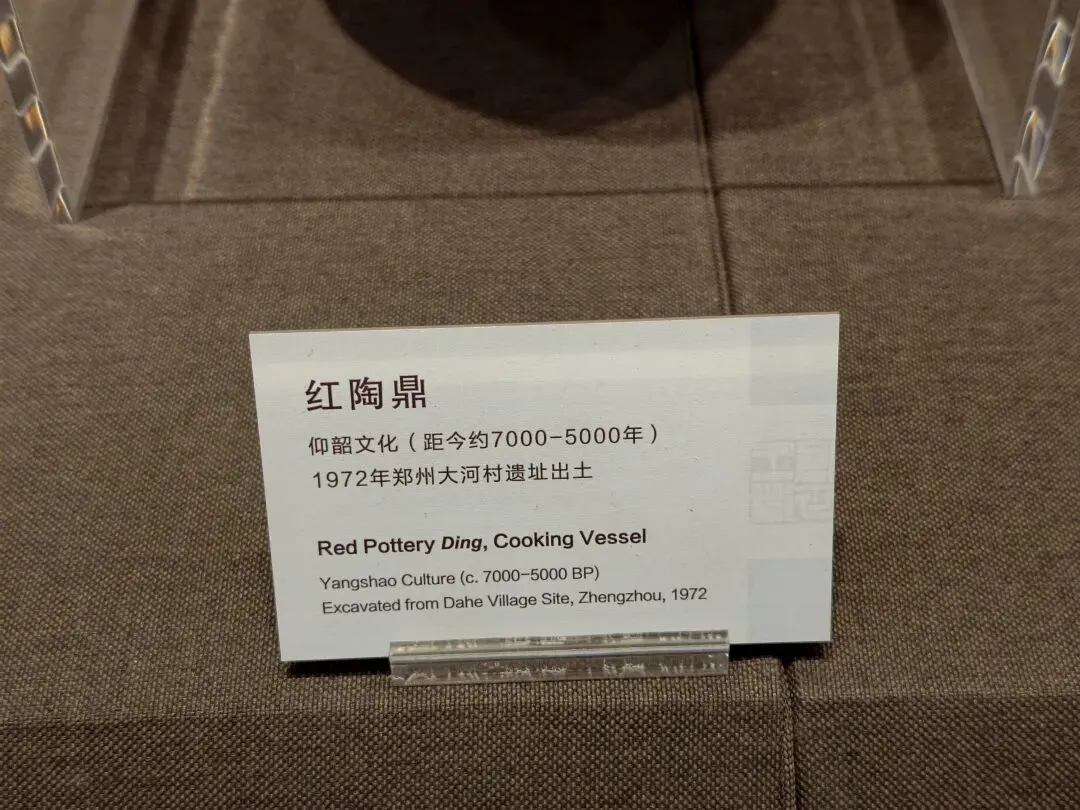 红陶鼎
仰韶文化（距今约7000-5000年）
1972年郑州大河村遗址出土
Red Pottery Ding, Cooking Vessel
Yangshao Culture (c. 7000-5000 BP)
Excavated from Dahe Village Site, Zhengzhou, 1972